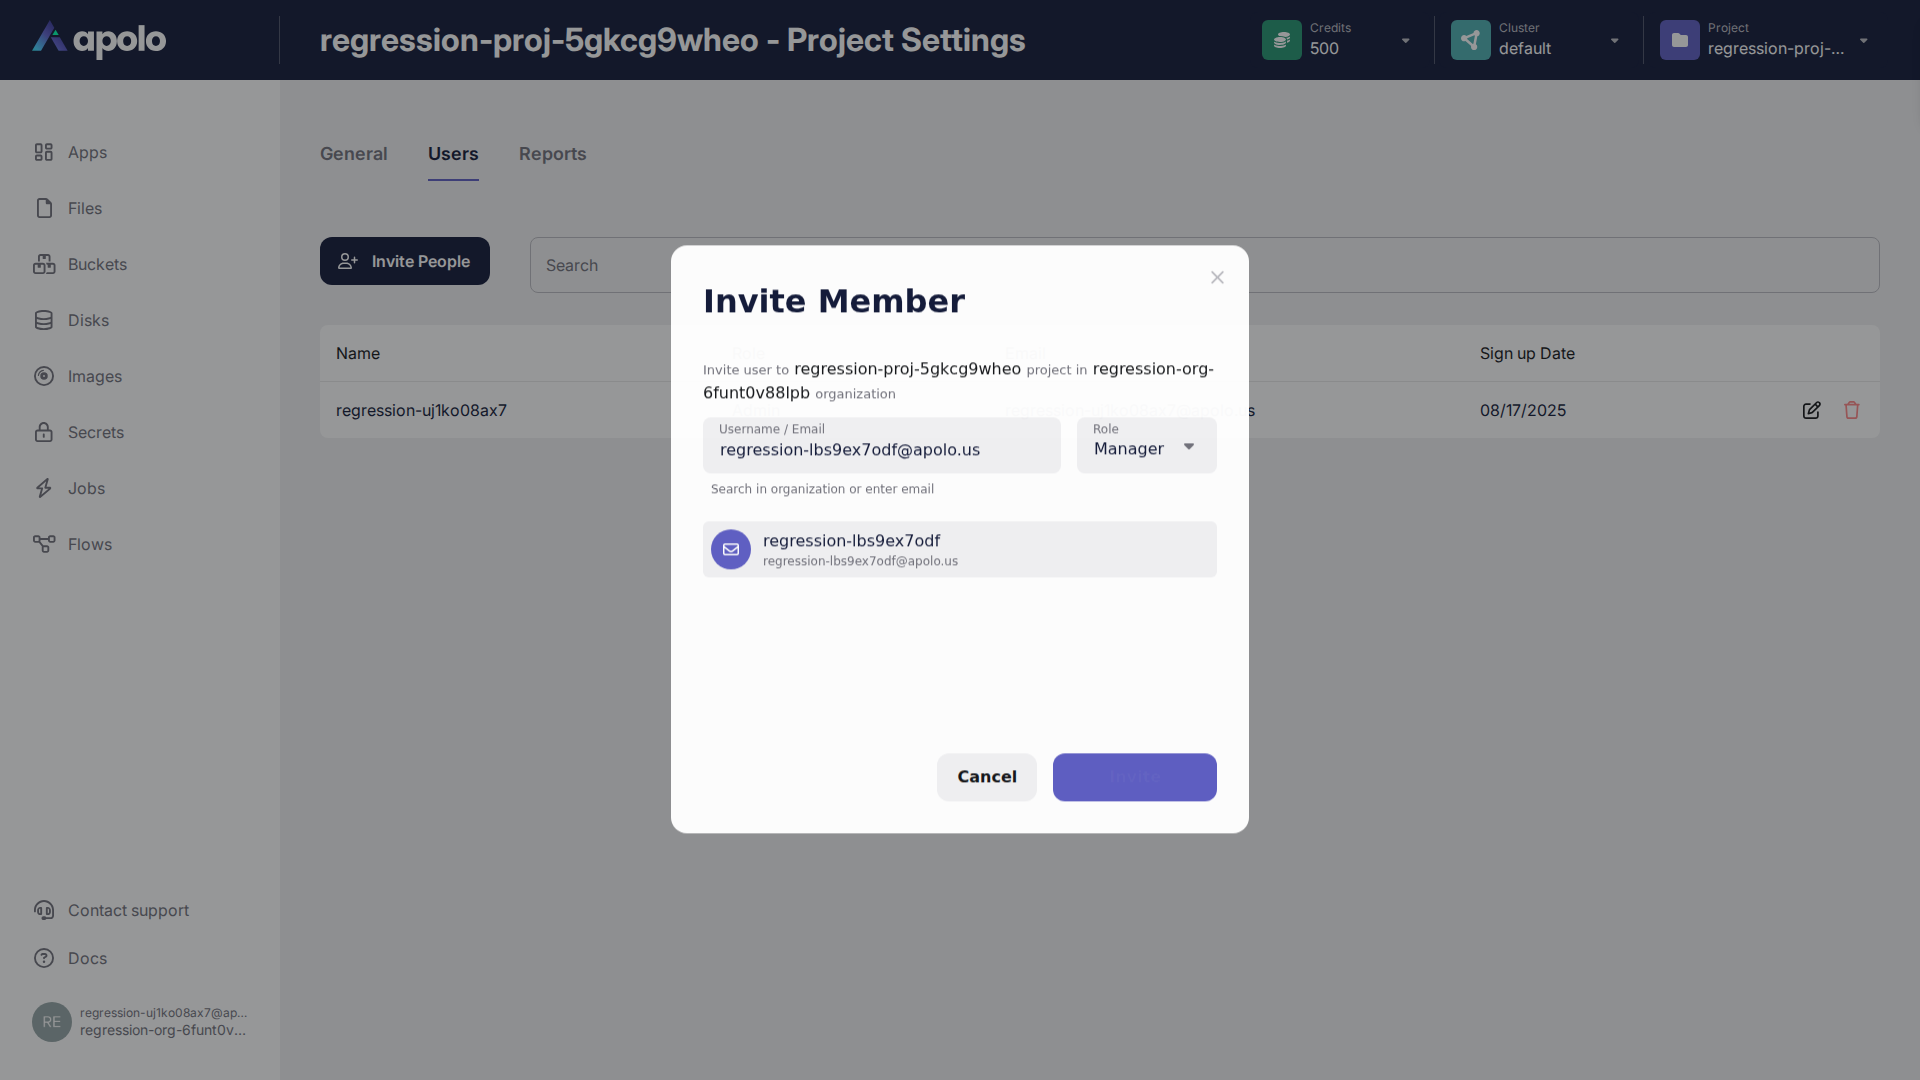 apolo
regression-proj-5gkcg9wheo - Project Settings
Credits
500
Cluster
default
Project
regression-proj-...
Apps
Files
Buckets
Disks
Images
Secrets
Jobs
Flows
Contact support
Docs
RE
regression-uj1ko08ax7@ap...
regression-org-6funt0v...
General
Users
Reports
Invite People
Search
Name
Role
Email
Sign up Date
regression-uj1ko08ax7
08/17/2025
Invite Member
Invite user to regression-proj-5gkcg9wheo project in regression-org-
6funt0v88lpb organization
Username / Email
regression-lbs9ex7odf@apolo.us
Role
Manager
Search in organization or enter email
regression-lbs9ex7odf
regression-lbs9ex7odf@apolo.us
Cancel
Invite